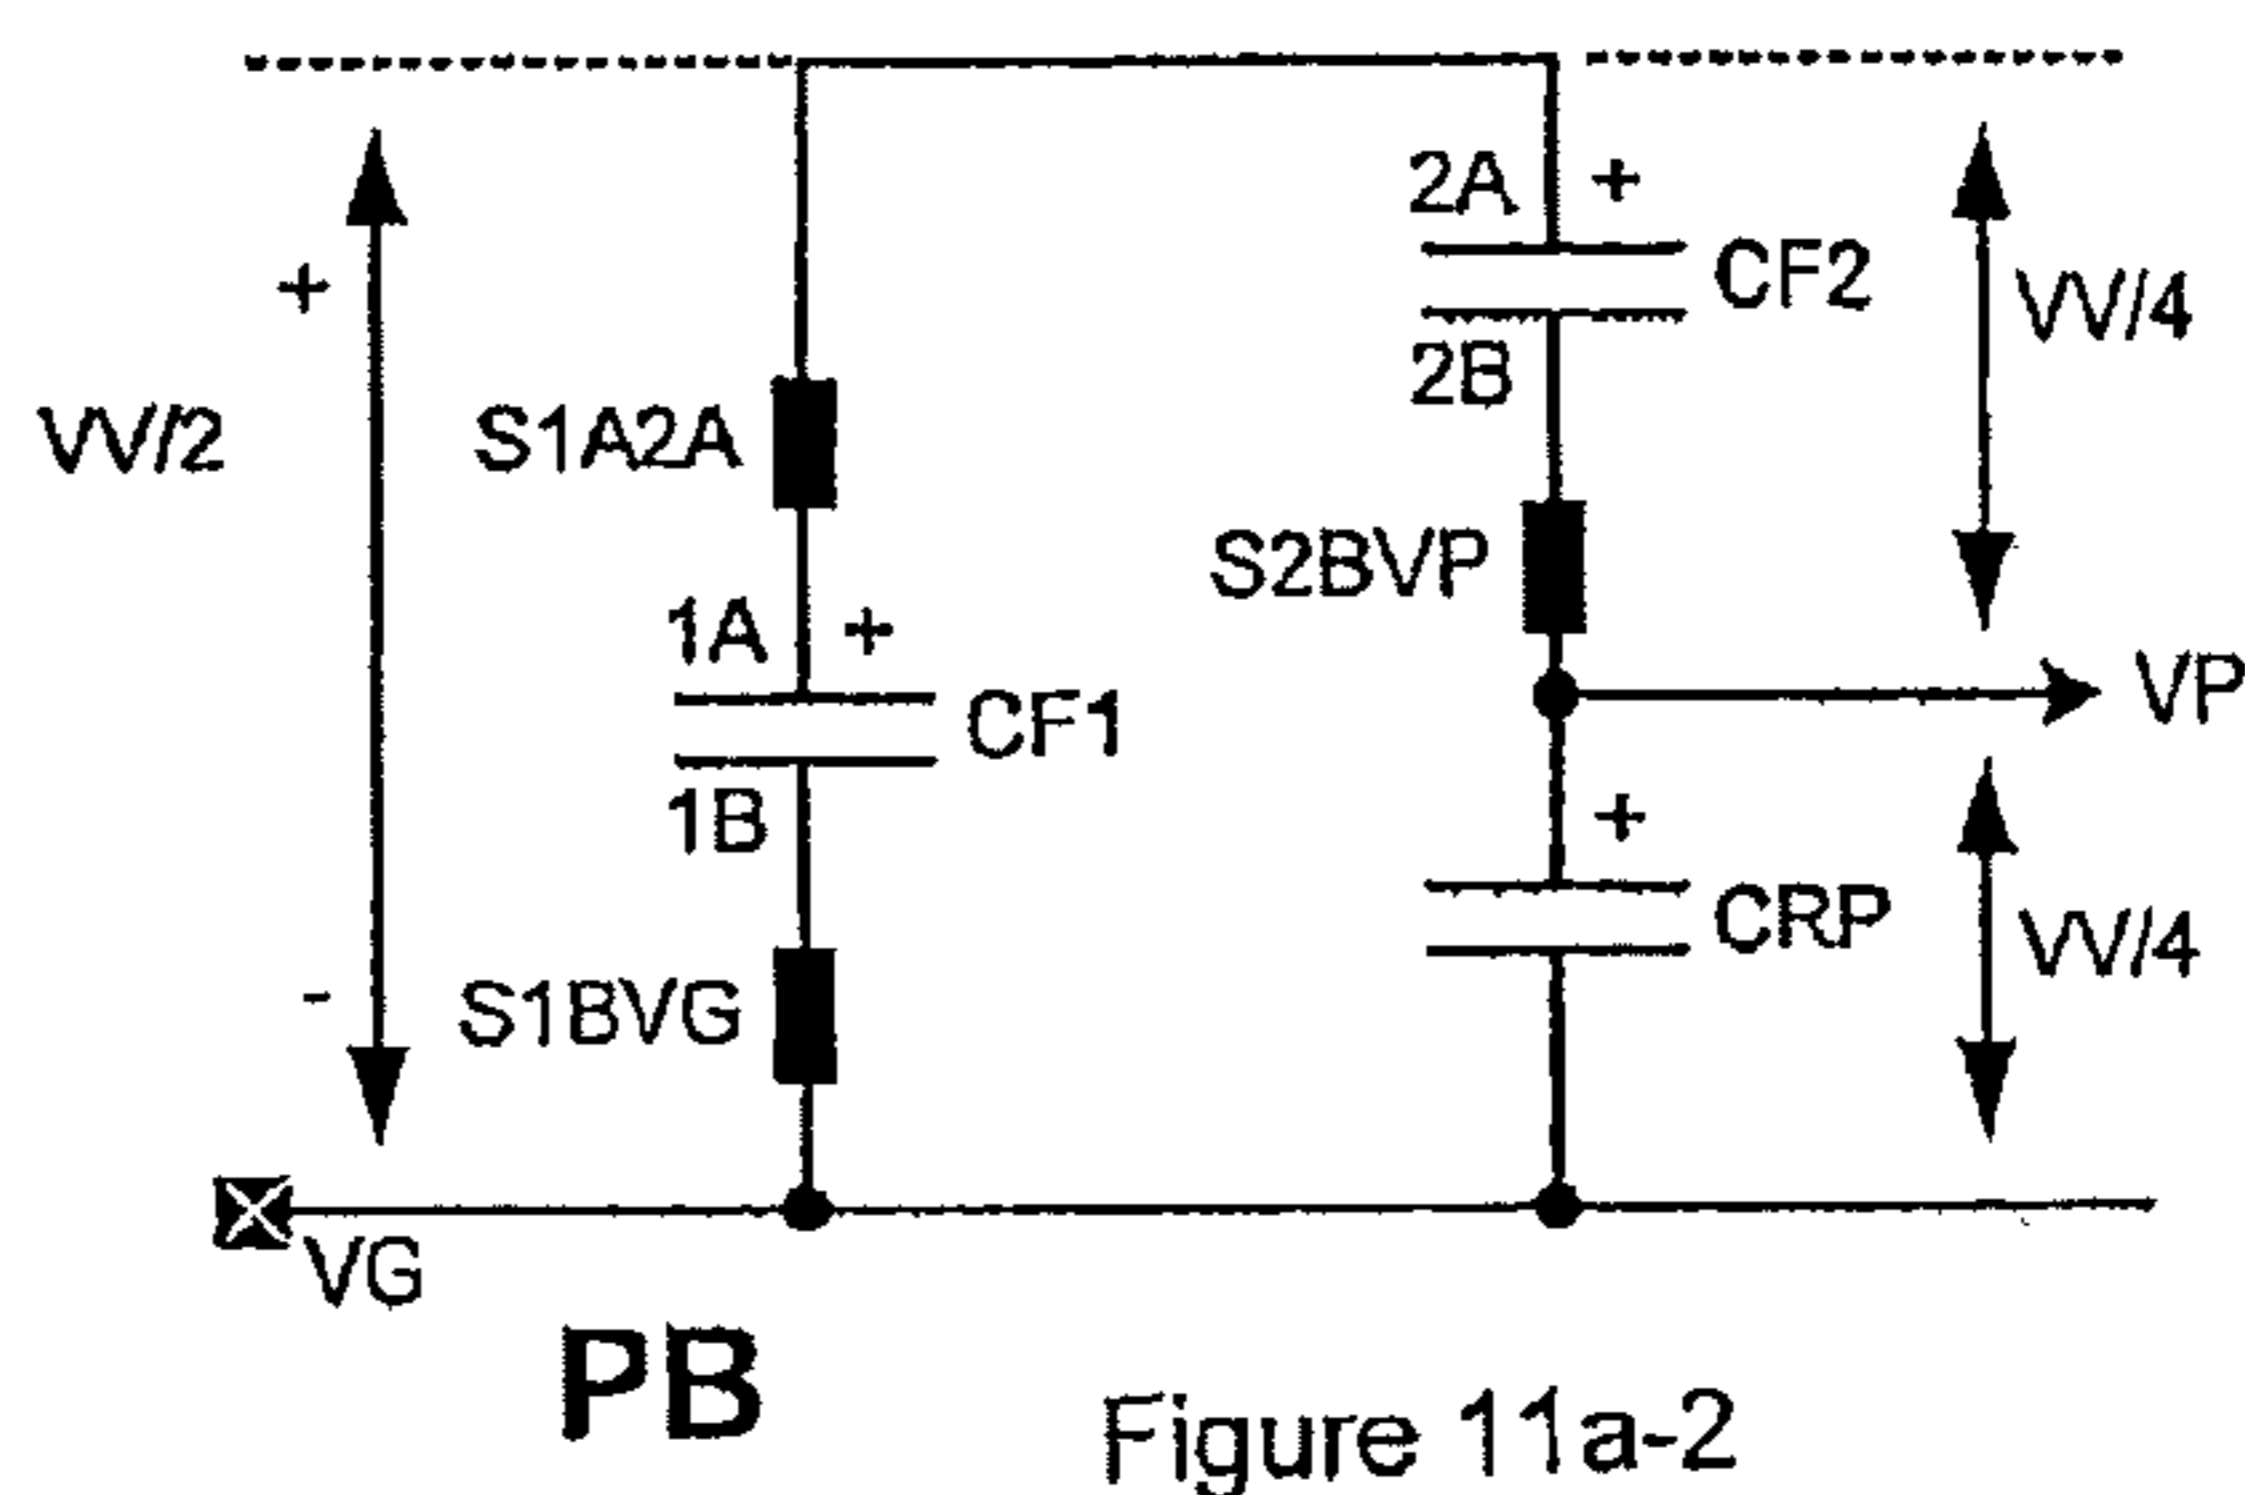 2A +
CF2
+
VV/4
2B
VV/2
S1A2A
S2BVP
1A +
VP
CF1
1B
+
CRP
VV/4
-
S1BVG
VG
PB
Figure 11a-2